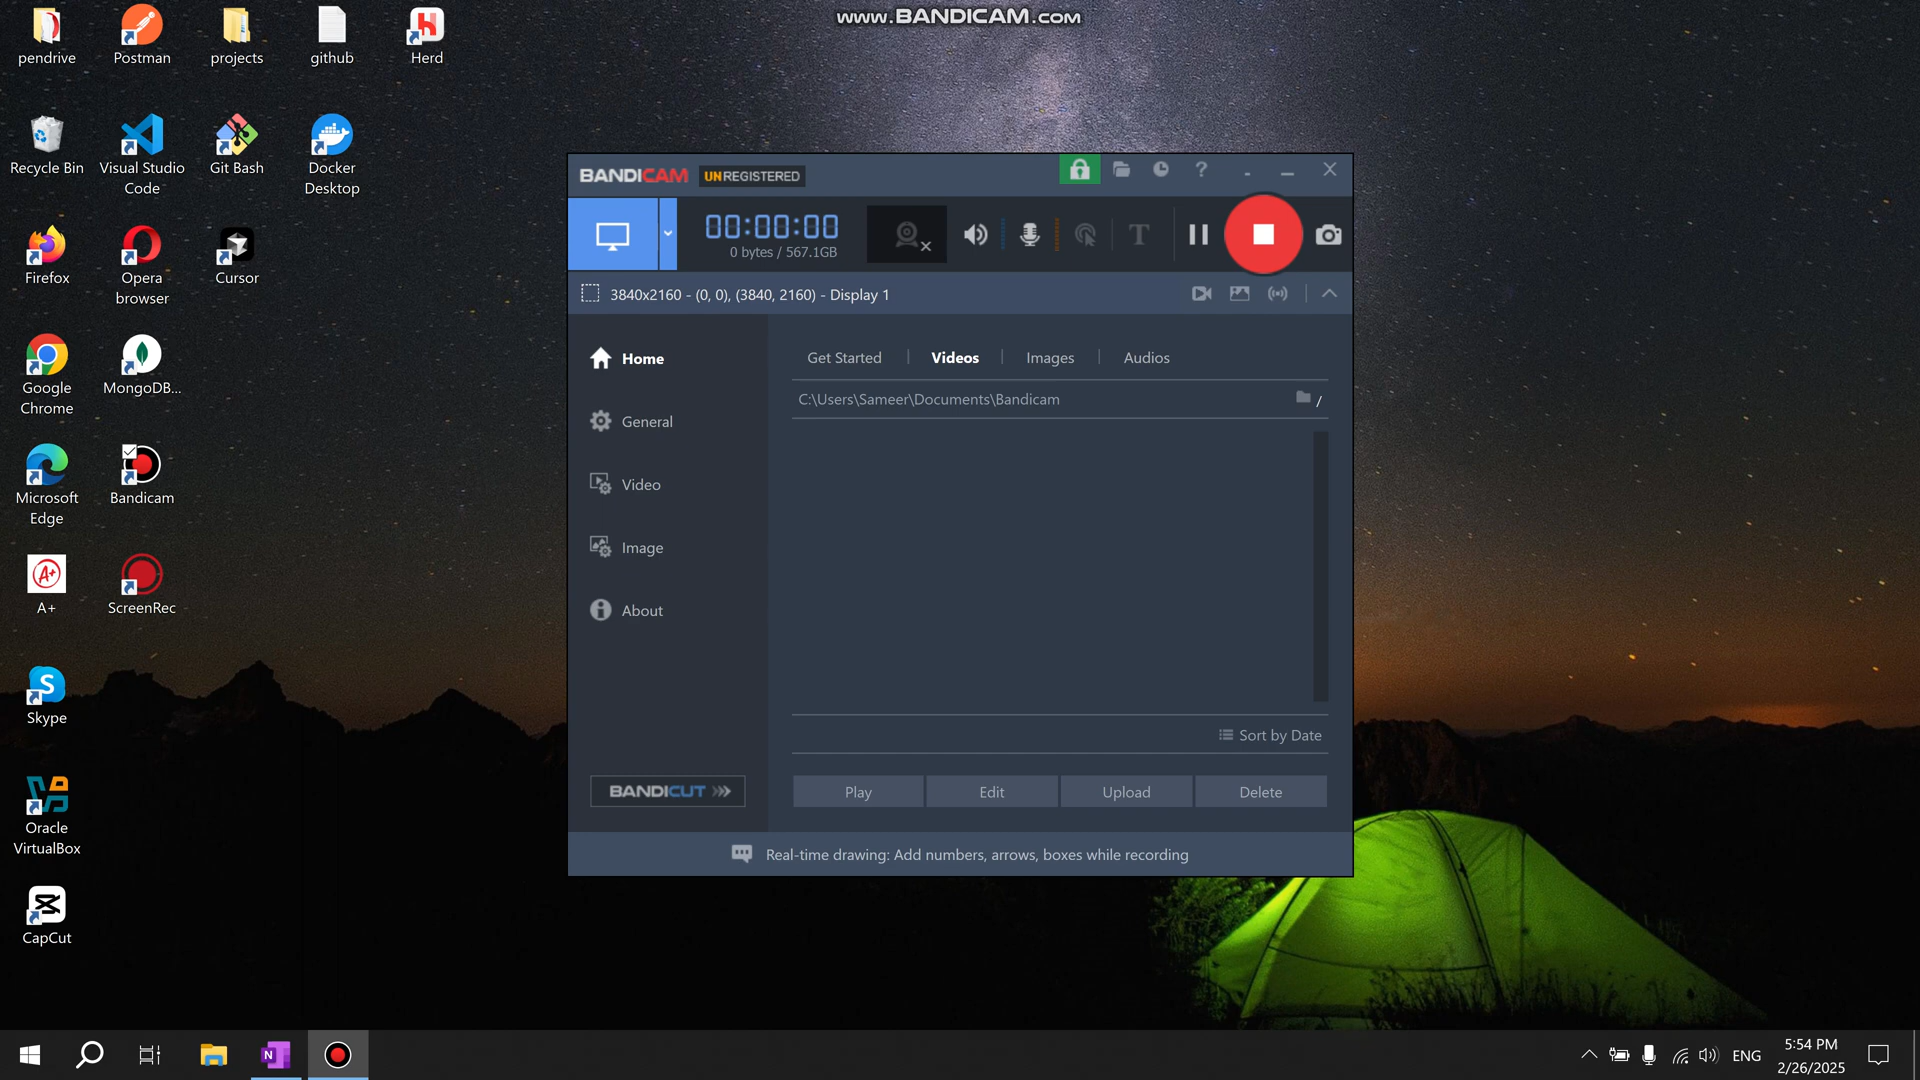 www.BANDICAM.com
pendrive
Postman
projects
github
Herd
Recycle Bin
Visual Studio
Code
Git Bash
Docker
Desktop
Firefox
Opera
browser
Cursor
Google
Chrome
MongoDB...
Microsoft
Edge
Bandicam
A+
ScreenRec
Skype
Oracle
VirtualBox
CapCut
BANDICAM UNREGISTERED
00:00:00
0 bytes / 567.1GB
3840x2160 - (0, 0), (3840, 2160) - Display 1
Home
General
Video
Image
About
BANDICUT
Get Started
Videos
Images
Audios
C:\Users\Sameer\Documents\Bandicam
/
Sort by Date
Play
Edit
Upload
Delete
Real-time drawing: Add numbers, arrows, boxes while recording
ENG
5:54 PM
2/26/2025